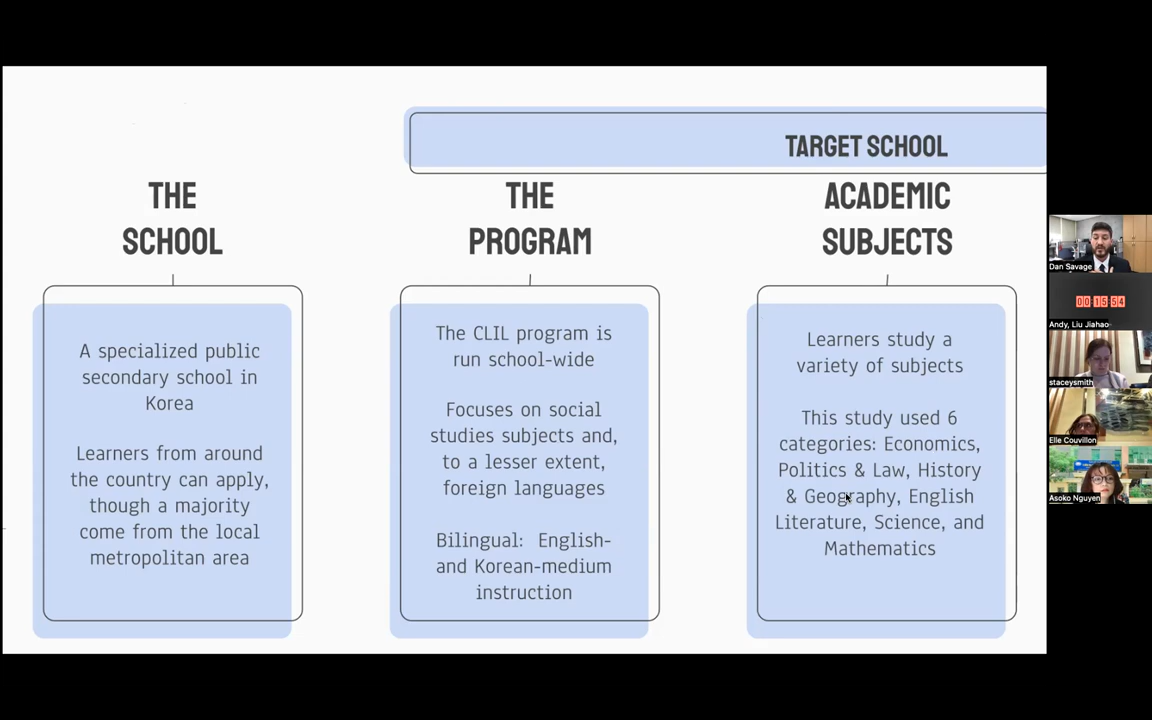 TARGET SCHOOL
THE
SCHOOL
A specialized public
secondary school in
Korea
Learners from around
the country can apply,
though a majority
come from the local
metropolitan area
THE
PROGRAM
The CLIL program is
run school-wide
Focuses on social
studies subjects and,
to a lesser extent,
foreign languages
Bilingual: English-
and Korean-medium
instruction
ACADEMIC
SUBJECTS
Learners study a
variety of subjects
This study used 6
categories: Economics,
Politics & Law, History
& Geography, English
Literature, Science, and
Mathematics
Dan Savage
00:15:54
Andy, Liu Jiahao
staceysmith
Elle Couvillon
Asoko Nguyen